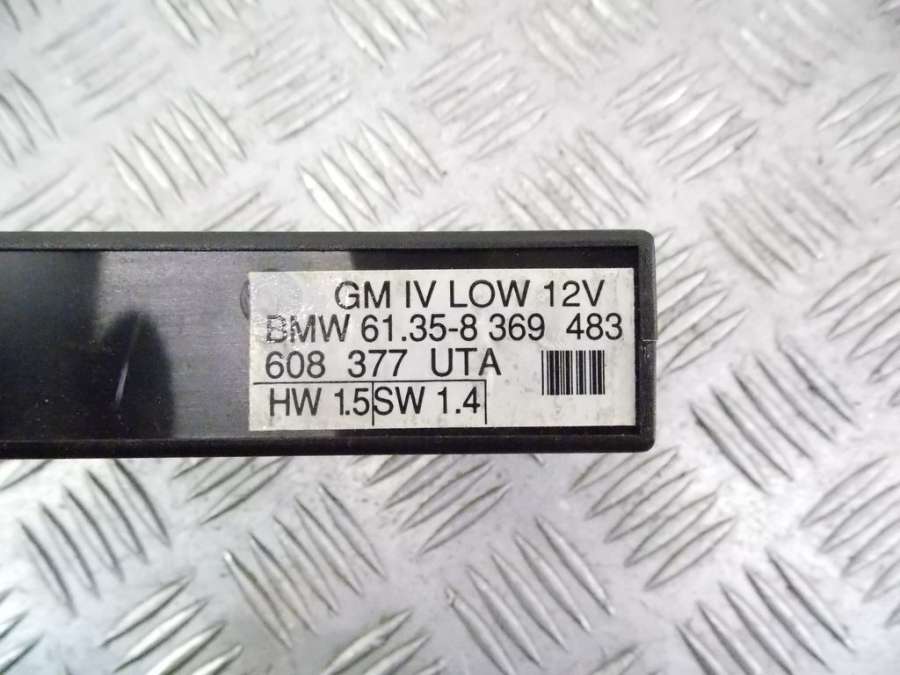 GM IV LOW 12V
BMW 61.35-8 369 483
608 377 UTA
HW 1.5 SW 1.4